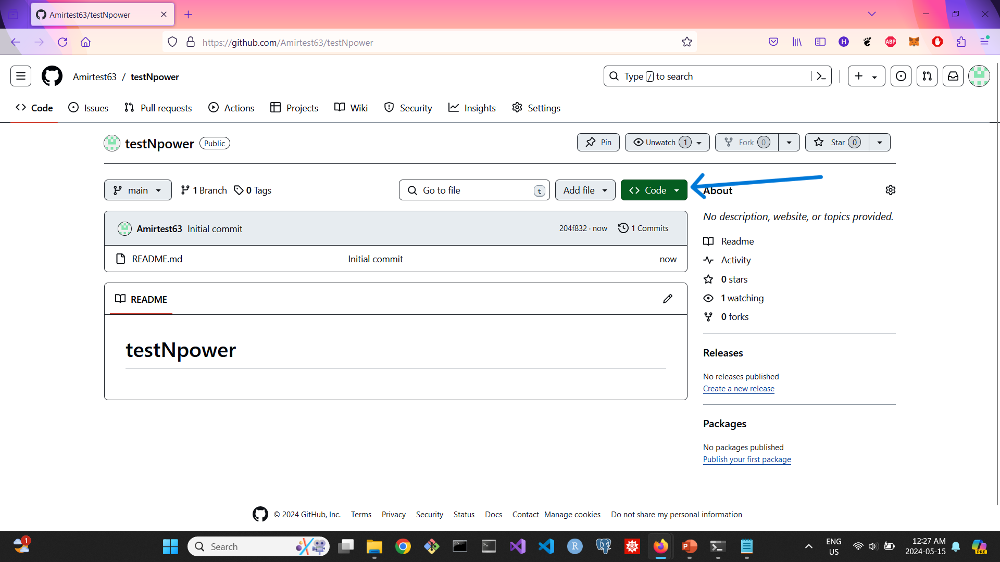 Amirtest63/testNpower
https://github.com/Amirtest63/testNpower
H
ABP
Amirtest63 / testNpower
Type / to search
Code Issues Pull requests Actions Projects Wiki Security Insights Settings
testNpower Public
Pin Unwatch 1 Fork 0 Star 0
main 1 Branch 0 Tags Go to file t Add file Code
Amirtest63 Initial commit 204f832 · now 1 Commits
README.md Initial commit now
README
testNpower
About
No description, website, or topics provided.
Readme
Activity
0 stars
1 watching
0 forks
Releases
No releases published
Create a new release
Packages
No packages published
Publish your first package
© 2024 GitHub, Inc. Terms Privacy Security Status Docs Contact Manage cookies Do not share my personal information
1
Search
R
P
ENG
US
12:27 AM
2024-05-15
PRE